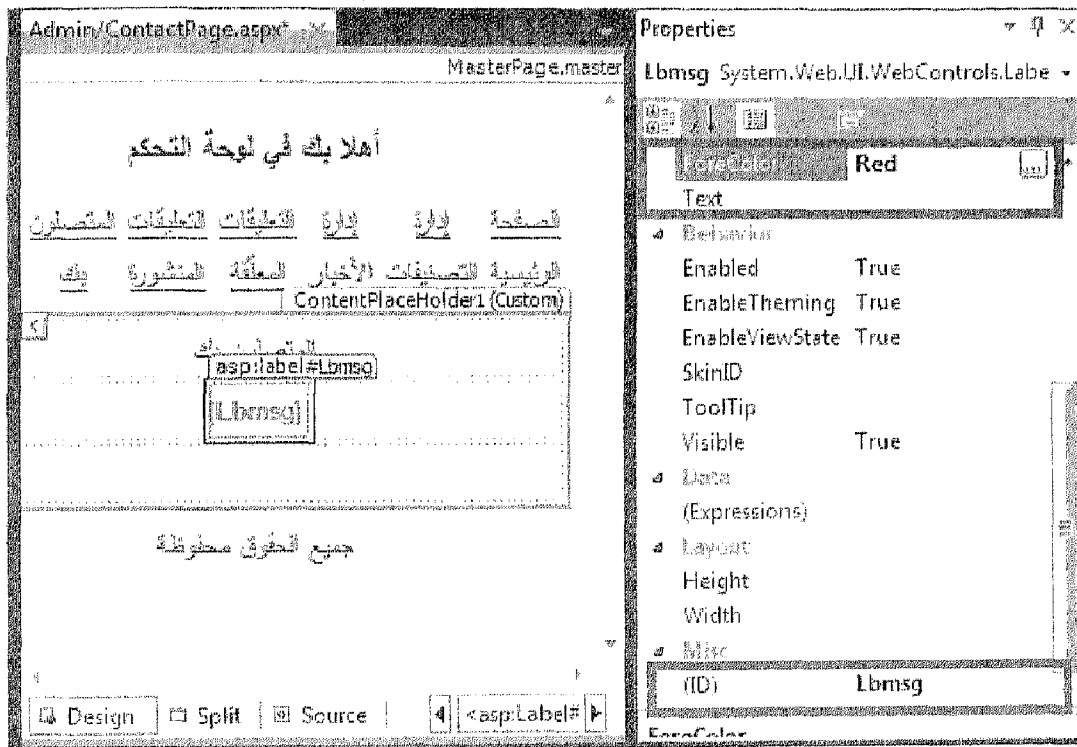 Admin/ContactPage.aspx*
MasterPage.master
أهلا بك في لوحة التحكم
الصفحة إدارة إدارة التعليقات التعليقات المتصلون
الرئيسية التصنيفات الأخبار المعلقة المنشورة بك
ContentPlaceHolder1 (Custom)
asp:label#Lbmsg
[Lbmsg]
جميع الحقوق محفوظة
Design Split Source <asp:Label#
Properties
Lbmsg System.Web.UI.WebControls.Labe
ForeColor Red
Text
Behavior
Enabled True
EnableTheming True
EnableViewState True
SkinID
ToolTip
Visible True
Data
(Expressions)
Layout
Height
Width
Misc
(ID) Lbmsg
ForeColor